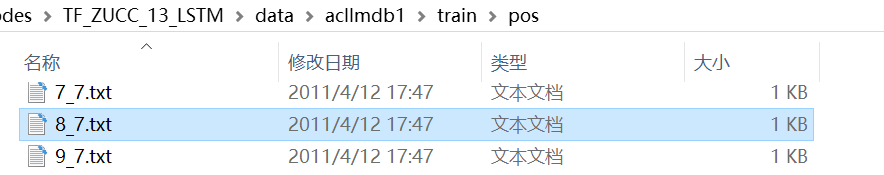 odes > TF_ZUCC_13_LSTM > data > acllmdb1 > train > pos
名称 修改日期 类型 大小
7_7.txt 2011/4/12 17:47 文本文档 1 KB
8_7.txt 2011/4/12 17:47 文本文档 1 KB
9_7.txt 2011/4/12 17:47 文本文档 1 KB